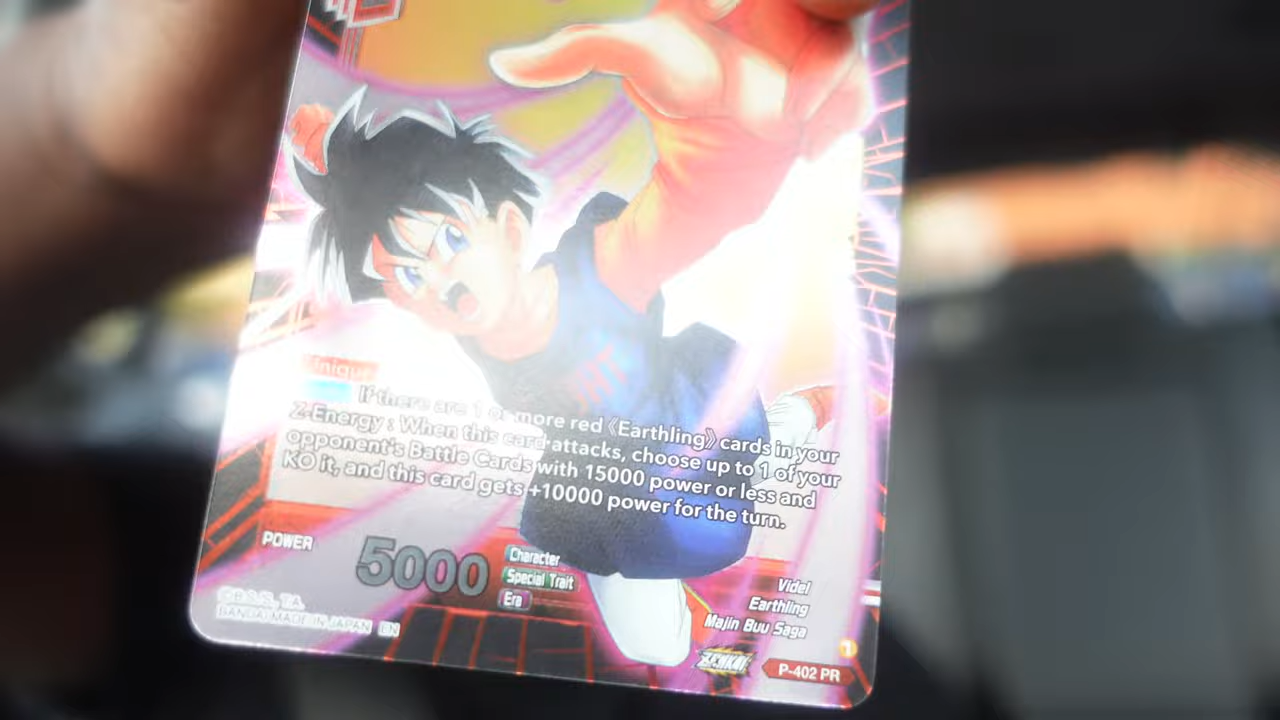 Unique
If there are 1 or more red 《Earthling》 cards in your
Z-Energy : When this card attacks, choose up to 1 of your
opponent's Battle Cards with 15000 power or less and
KO it, and this card gets +10000 power for the turn.
POWER 5000
Character Videl
Special Trait Earthling
Era Majin Buu Saga
©B.S./S., T.A.
BANDAI MADE IN JAPAN EN
ZENKAI
P-402 PR